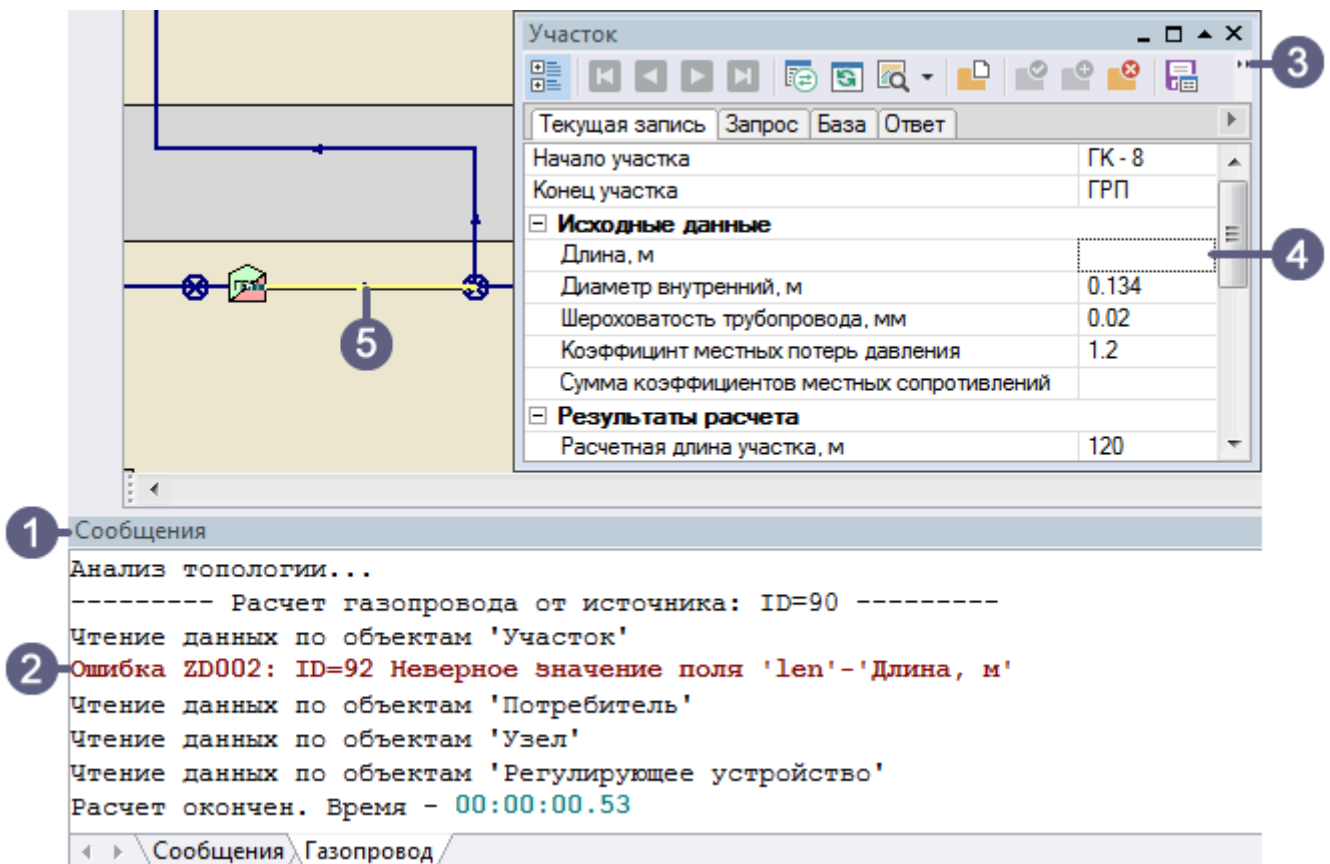 Участок
3
Текущая запись Запрос База Ответ
Начало участка ГК - 8
Конец участка ГРП
Исходные данные
Длина, м
4
Диаметр внутренний, м 0.134
Шероховатость трубопровода, мм 0.02
5
Коэффицинт местных потерь давления 1.2
Сумма коэффициентов местных сопротивлений
Результаты расчета
Расчетная длина участка, м 120
1
Сообщения
Анализ топологии...
--------- Расчет газопровода от источника: ID=90 ---------
Чтение данных по объектам 'Участок'
2
Ошибка ZD002: ID=92 Неверное значение поля 'len'-'Длина, м'
Чтение данных по объектам 'Потребитель'
Чтение данных по объектам 'Узел'
Чтение данных по объектам 'Регулирующее устройство'
Расчет окончен. Время - 00:00:00.53
Сообщения Газопровод